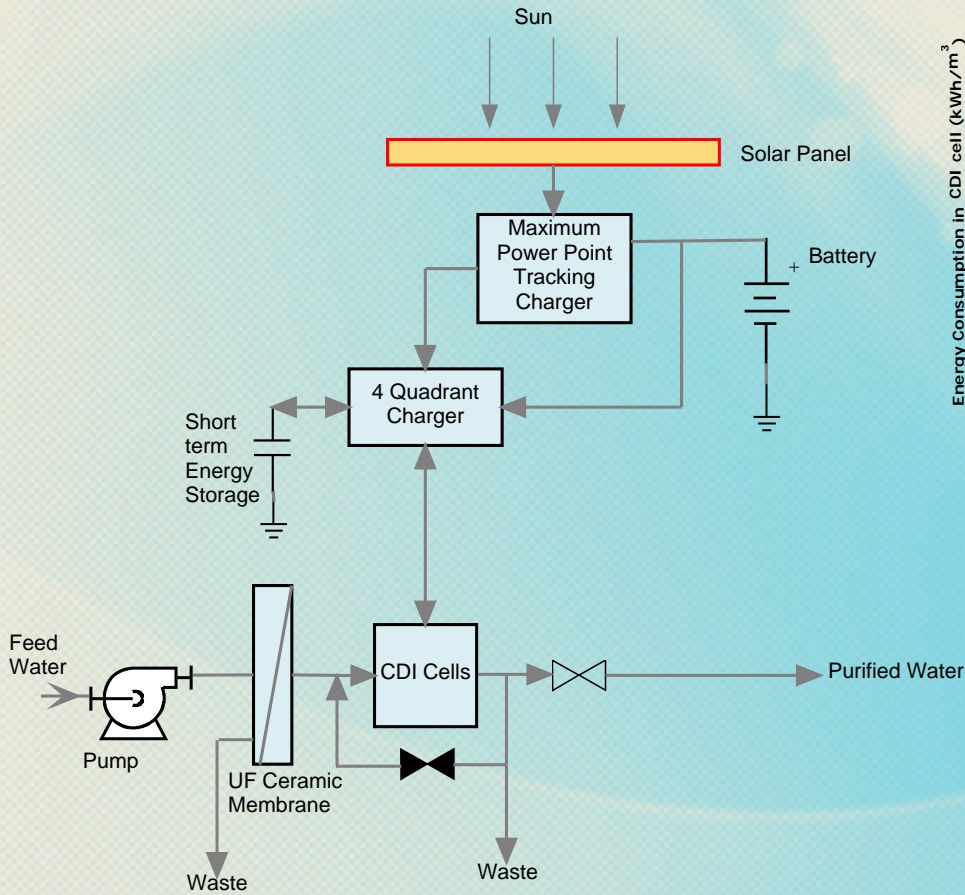 Sun
Energy Consumption in CDI cell (kWh/m³)
Solar Panel
Maximum
Power Point
Tracking
Charger
+
Battery
4 Quadrant
Charger
Short
term
Energy
Storage
Feed
Water
CDI Cells
Purified Water
Pump
UF Ceramic
Membrane
Waste
Waste